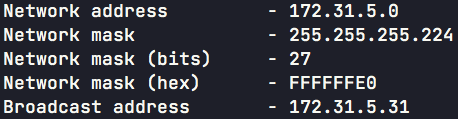 Network address - 172.31.5.0
Network mask - 255.255.255.224
Network mask (bits) - 27
Network mask (hex) - FFFFFFE0
Broadcast address - 172.31.5.31